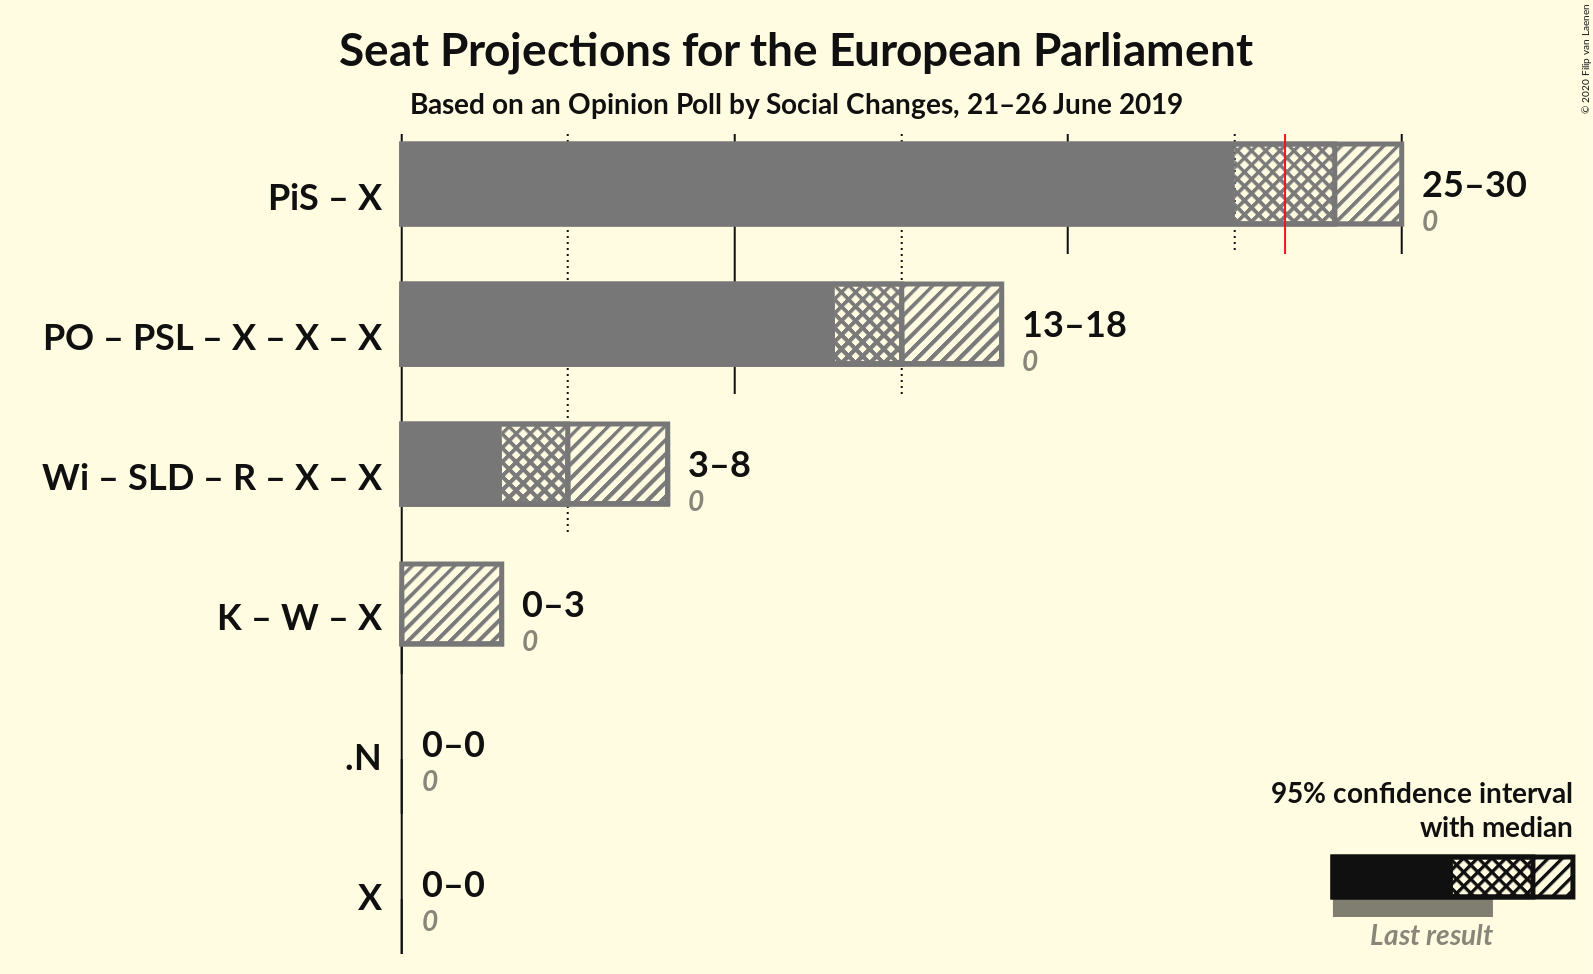 Seat Projections for the European Parliament
Based on an Opinion Poll by Social Changes, 21–26 June 2019
© 2020 Filip van Laenen
PiS – X
25–30
0
PO – PSL – X – X – X
13–18
0
Wi – SLD – R – X – X
3–8
0
K – W – X
0–3
0
.N
0–0
0
X
0–0
0
95% confidence interval
with median
Last result